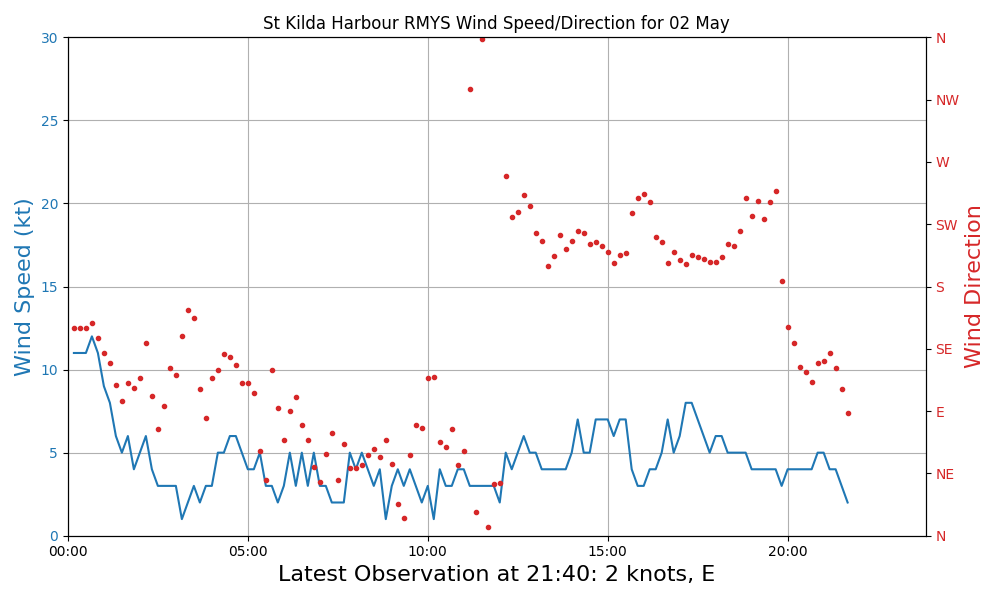 St Kilda Harbour RMYS Wind Speed/Direction for 02 May
30
25
20
15
10
5
0
Wind Speed (kt)
N
NW
W
SW
S
SE
E
NE
N
Wind Direction
00:00 05:00 10:00 15:00 20:00
Latest Observation at 21:40: 2 knots, E